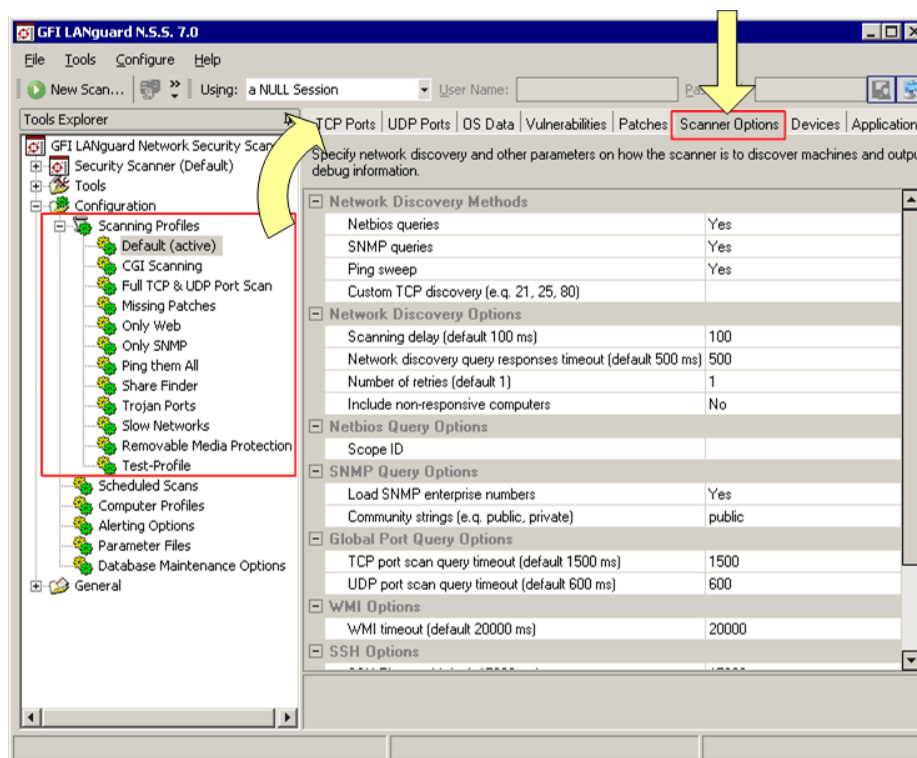 GFI LANguard N.S.S. 7.0
File Tools Configure Help
New Scan... Using: a NULL Session User Name:
Tools Explorer
GFI LANguard Network Security
Security Scanner (Default)
Tools
Configuration
Scanning Profiles
Default (active)
CGI Scanning
Full TCP & UDP Port Scan
Missing Patches
Only Web
Only SNMP
Ping them All
Share Finder
Trojan Ports
Slow Networks
Removable Media Protection
Test-Profile
Scheduled Scans
Computer Profiles
Alerting Options
Parameter Files
Database Maintenance Options
General
TCP Ports UDP Ports OS Data Vulnerabilities Patches Scanner Options Devices Application
Specify network discovery and other parameters on how the scanner is to discover machines and outpu
debug information.
Network Discovery Methods
Netbios queries Yes
SNMP queries Yes
Ping sweep Yes
Custom TCP discovery (e.g. 21, 25, 80)
Network Discovery Options
Scanning delay (default 100 ms) 100
Network discovery query responses timeout (default 500 ms) 500
Number of retries (default 1) 1
Include non-responsive computers No
Netbios Query Options
Scope ID
SNMP Query Options
Load SNMP enterprise numbers Yes
Community strings (e.g. public, private) public
Global Port Query Options
TCP port scan query timeout (default 1500 ms) 1500
UDP port scan query timeout (default 600 ms) 600
WMI Options
WMI timeout (default 20000 ms) 20000
SSH Options